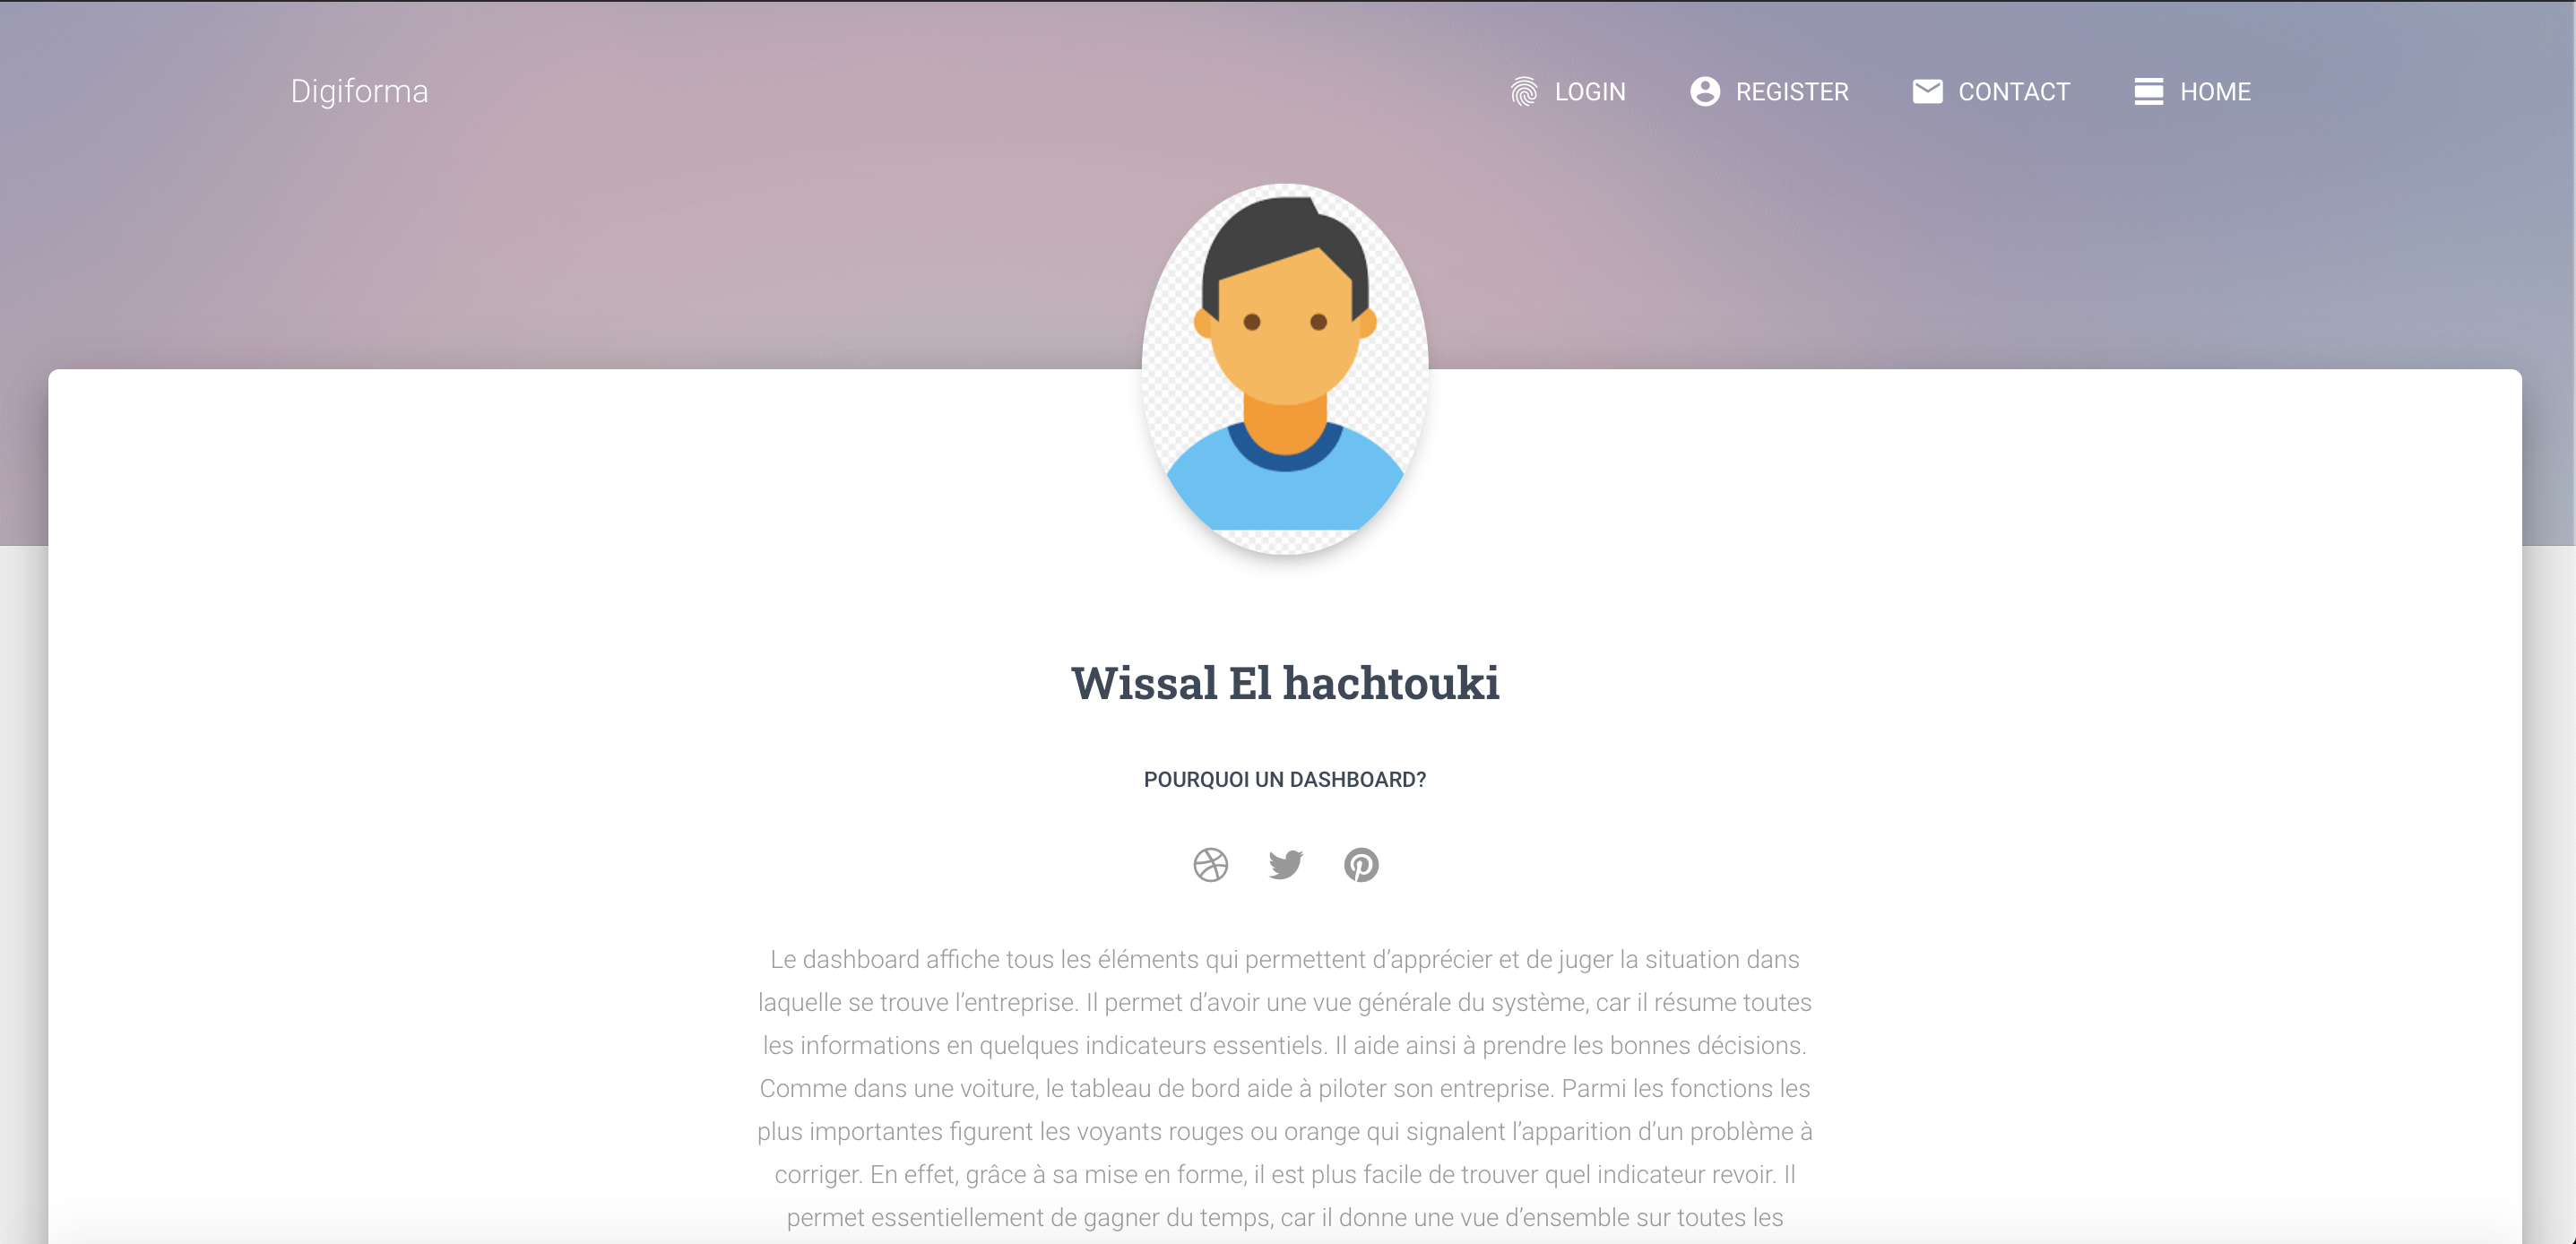 Digiforma
LOGIN
REGISTER
CONTACT
HOME
Wissal El hachtouki
POURQUOI UN DASHBOARD?
Le dashboard affiche tous les éléments qui permettent d’apprécier et de juger la situation dans
laquelle se trouve l’entreprise. Il permet d’avoir une vue générale du système, car il résume toutes
les informations en quelques indicateurs essentiels. Il aide ainsi à prendre les bonnes décisions.
Comme dans une voiture, le tableau de bord aide à piloter son entreprise. Parmi les fonctions les
plus importantes figurent les voyants rouges ou orange qui signalent l’apparition d’un problème à
corriger. En effet, grâce à sa mise en forme, il est plus facile de trouver quel indicateur revoir. Il
permet essentiellement de gagner du temps, car il donne une vue d’ensemble sur toutes les